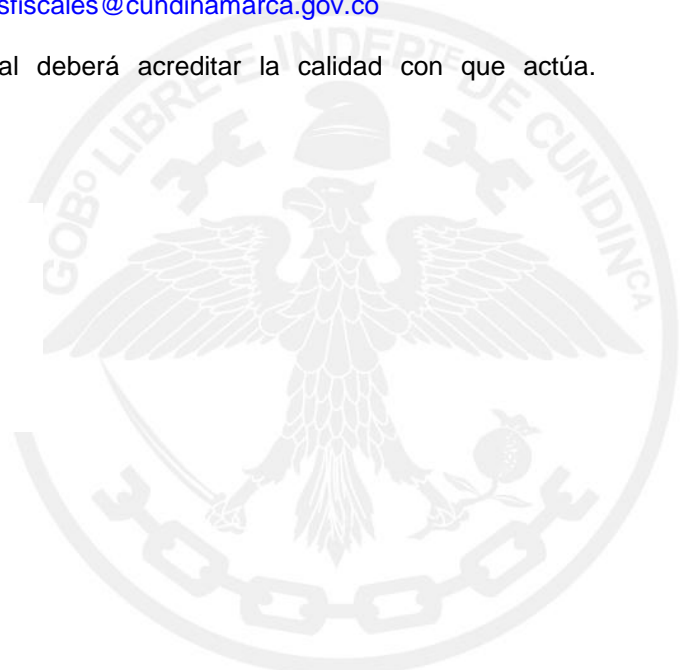 sfiscales@cundinamarca.gov.co
al deberá acreditar la calidad con que actúa.
GOBº LIBRE E INDEPTE DE CUNDINCA